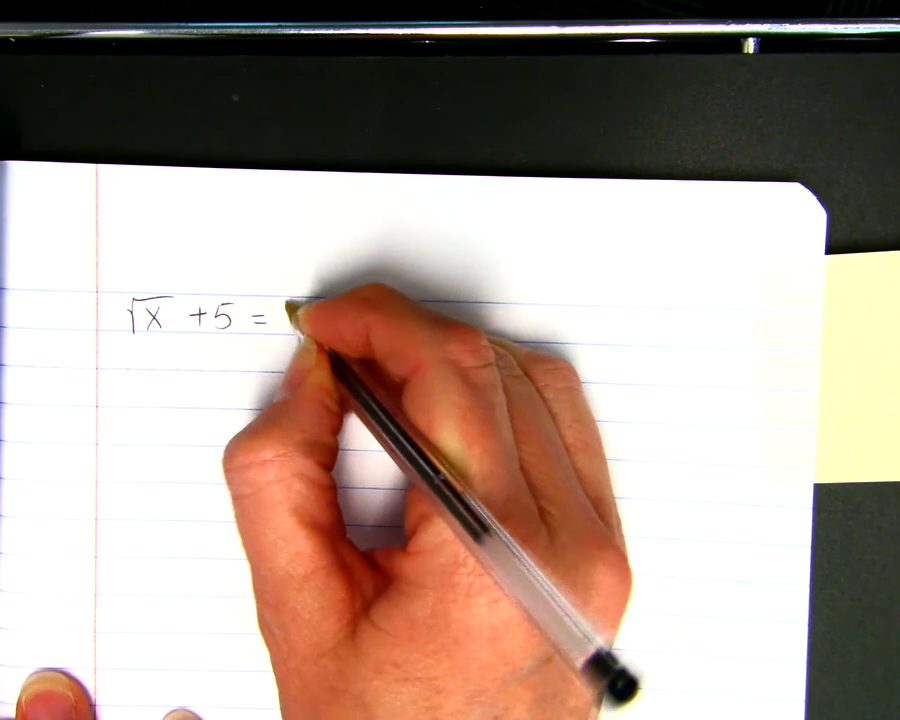 √x + 5 =